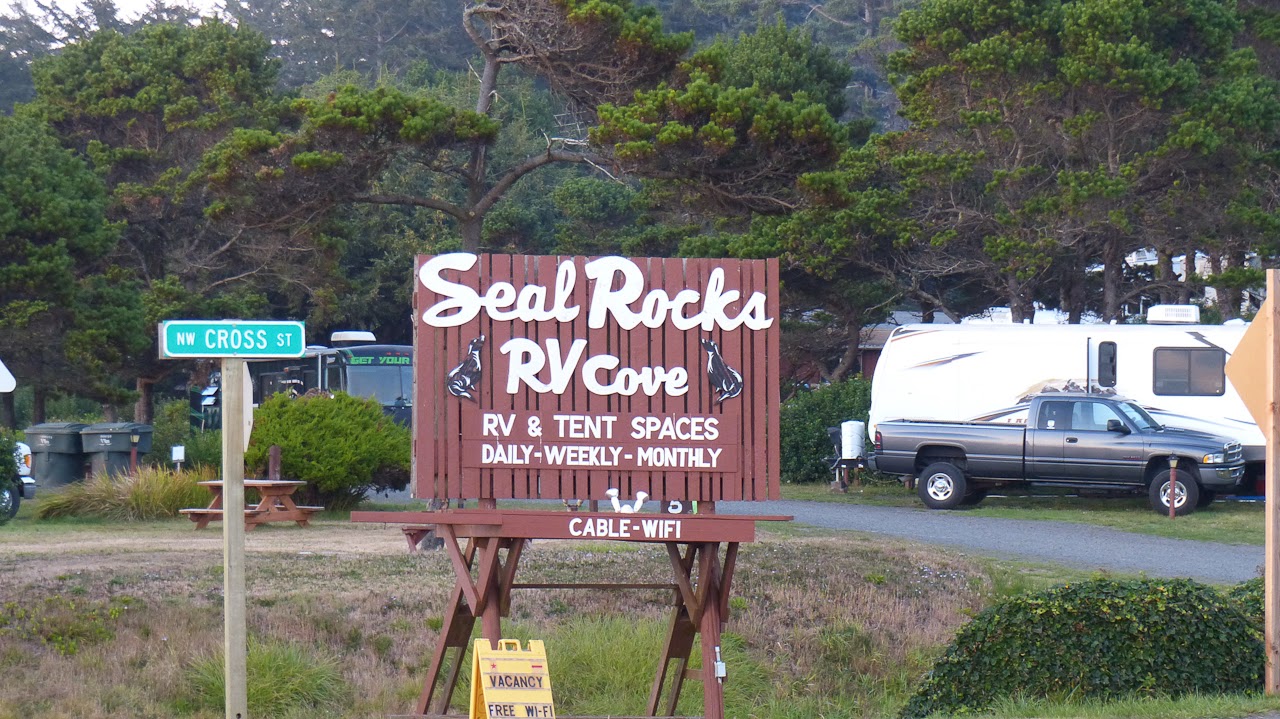 NW CROSS ST
GET YOUR
Seal Rocks
RV Cove
RV & TENT SPACES
DAILY-WEEKLY-MONTHLY
CABLE-WIFI
VACANCY
FREE WI-FI